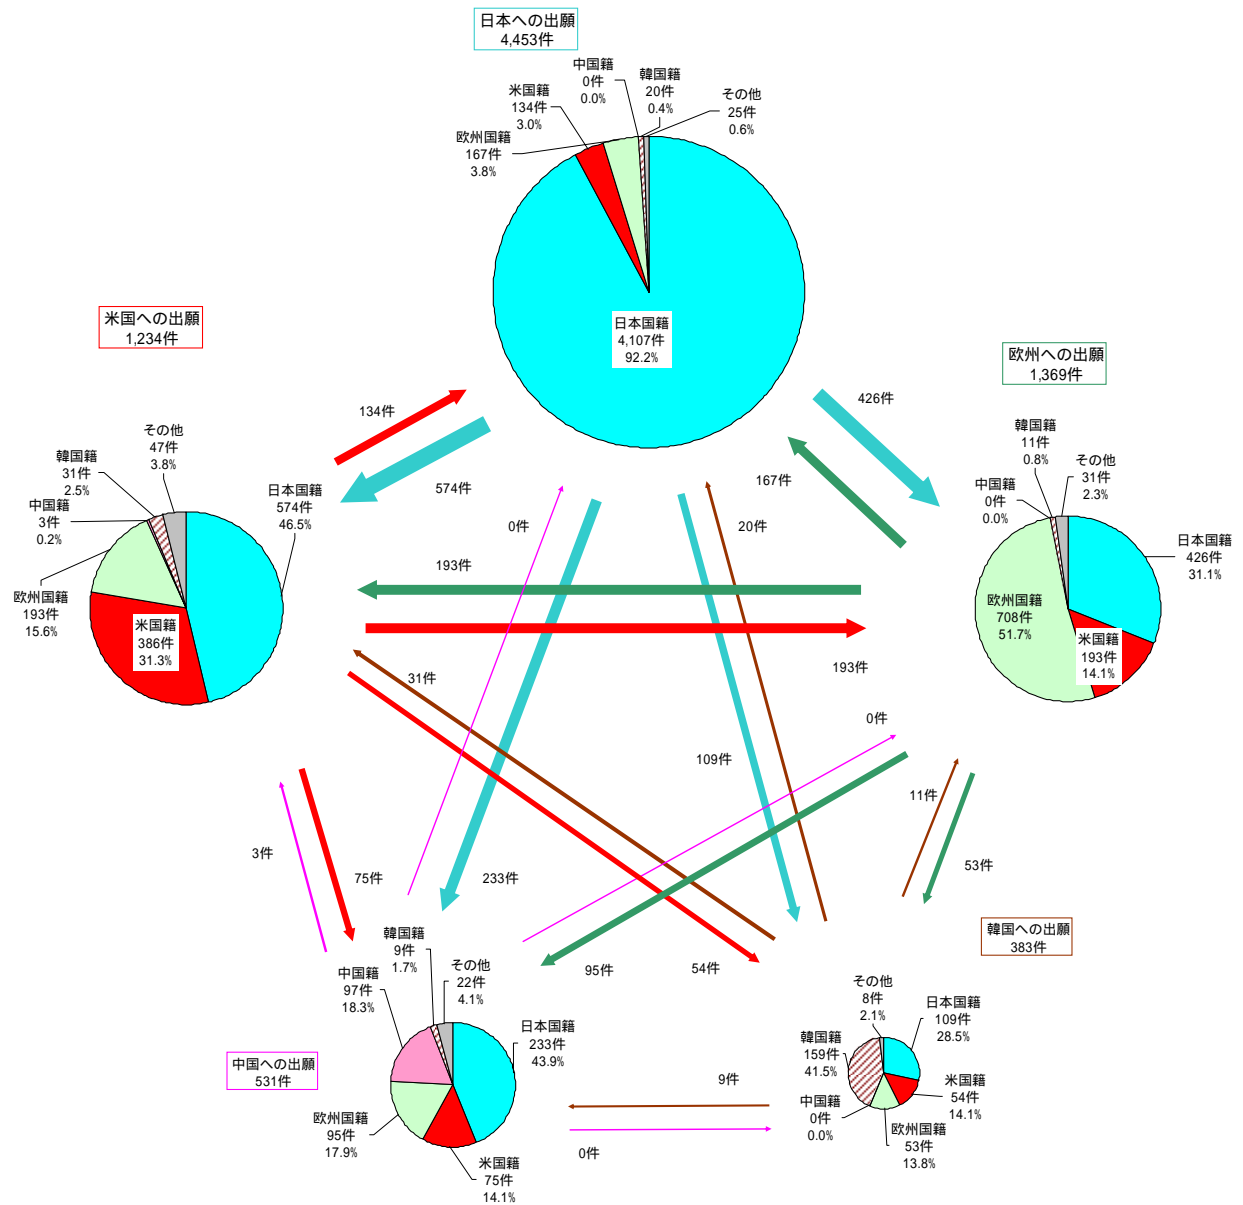 日本への出願
4,453件
中国籍
0件
0.0%
韓国籍
20件
0.4%
その他
25件
0.6%
米国籍
134件
3.0%
欧州国籍
167件
3.8%
日本国籍
4,107件
92.2%
米国への出願
1,234件
欧州への出願
1,369件
134件
574件
426件
167件
その他
47件
3.8%
韓国籍
31件
2.5%
中国籍
3件
0.2%
日本国籍
574件
46.5%
欧州国籍
193件
15.6%
米国籍
386件
31.3%
韓国籍
11件
0.8%
その他
31件
2.3%
中国籍
0件
0.0%
日本国籍
426件
31.1%
欧州国籍
708件
51.7%
米国籍
193件
14.1%
0件
20件
193件
193件
31件
0件
109件
11件
3件
75件
233件
53件
95件
54件
韓国への出願
383件
韓国籍
9件
1.7%
その他
22件
4.1%
中国籍
97件
18.3%
日本国籍
233件
43.9%
中国への出願
531件
欧州国籍
95件
17.9%
米国籍
75件
14.1%
その他
8件
2.1%
日本国籍
109件
28.5%
韓国籍
159件
41.5%
米国籍
54件
14.1%
中国籍
0件
0.0%
欧州国籍
53件
13.8%
9件
0件